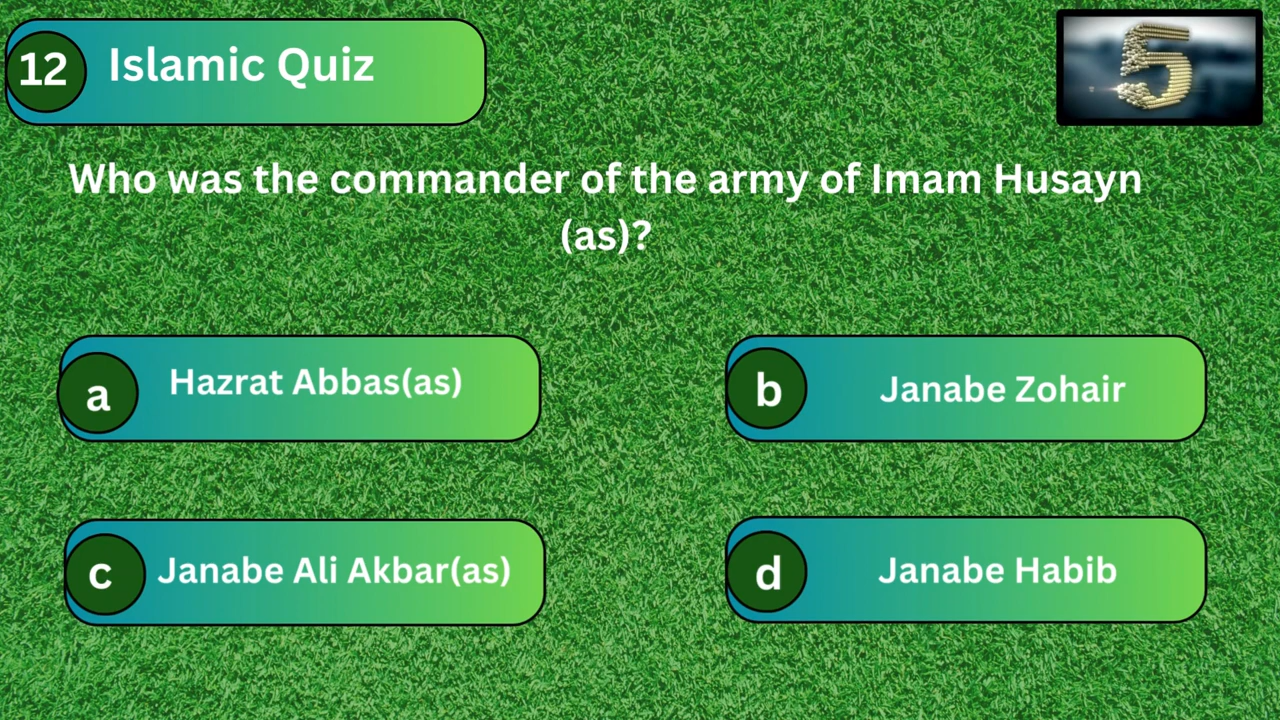 12 Islamic Quiz
5
Who was the commander of the army of Imam Husayn
(as)?
a Hazrat Abbas(as)
b Janabe Zohair
c Janabe Ali Akbar(as)
d Janabe Habib